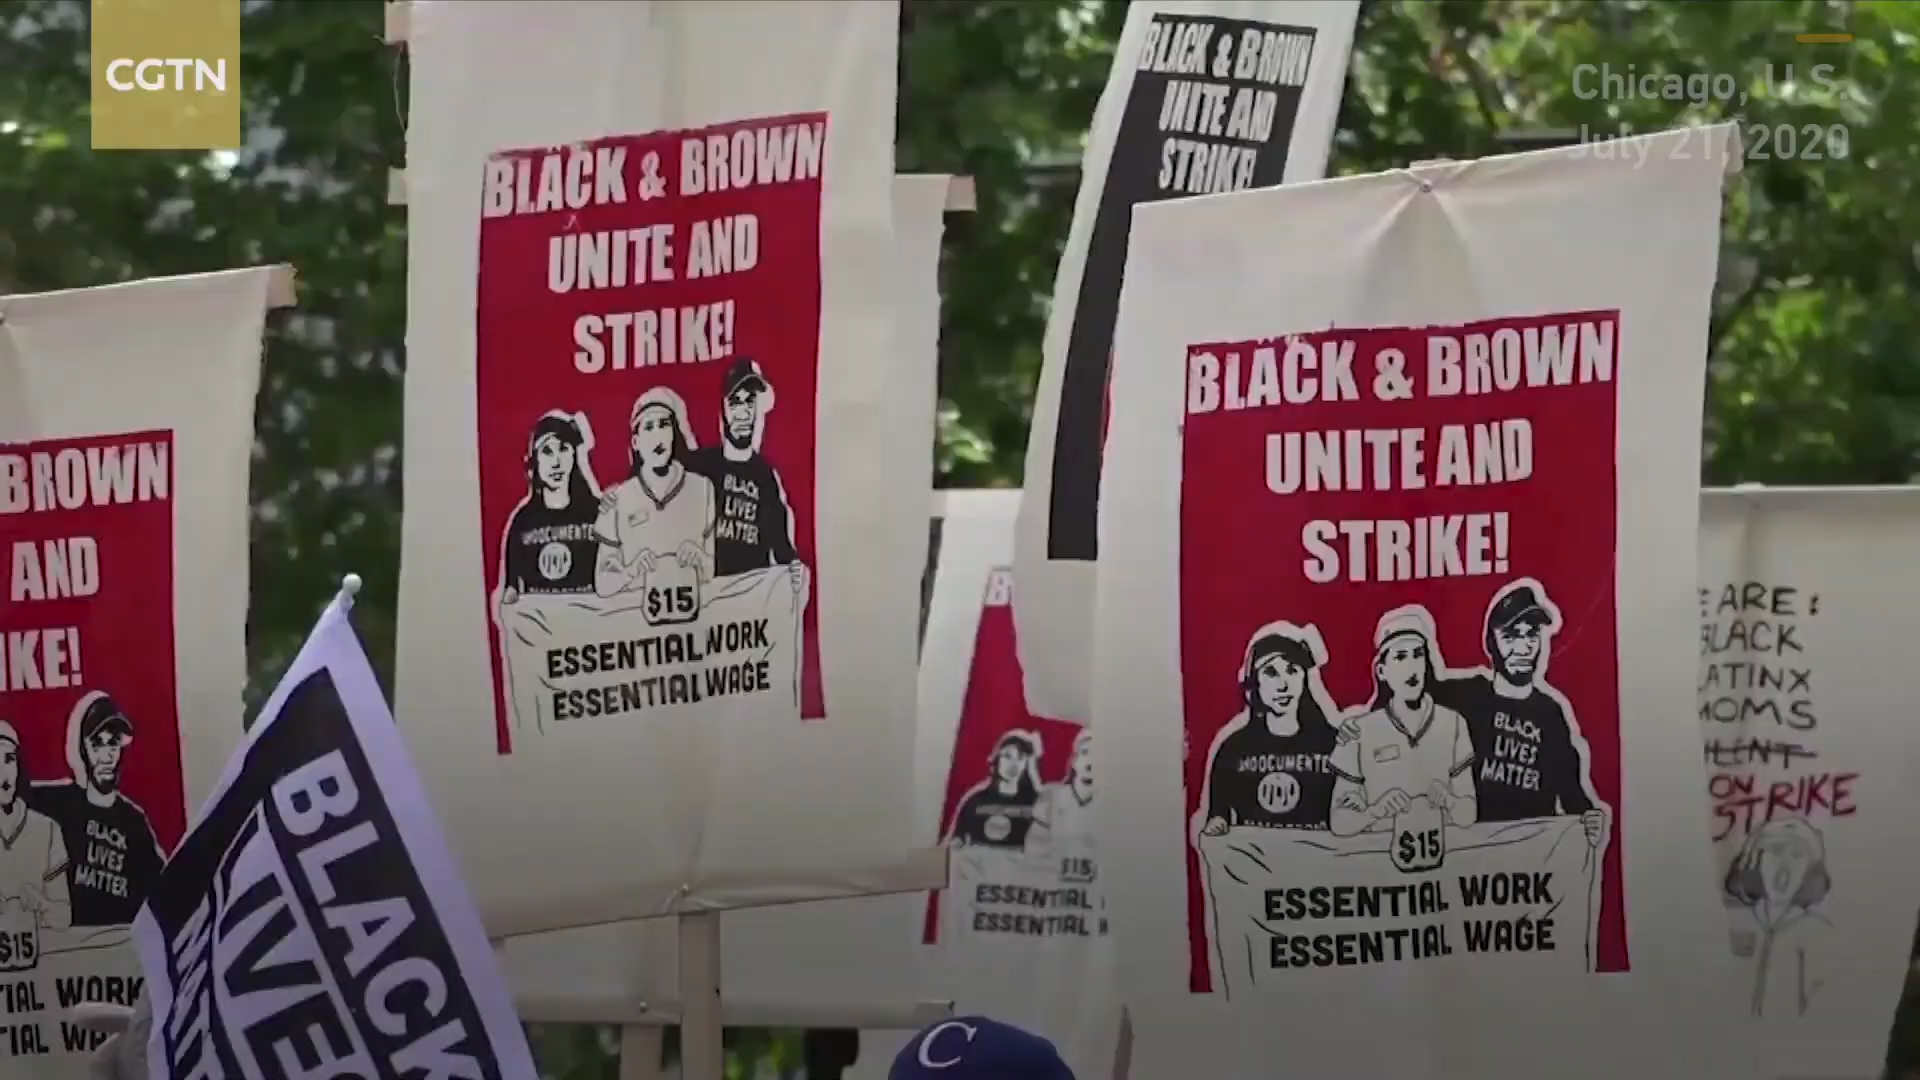 CGTN
Chicago, U.S.
July 21, 2020
BLACK & BROWN
UNITE AND
STRIKE!
BLACK
LIVES
MATTER
$15
ESSENTIAL WORK
ESSENTIAL WAGE
BLACK & BROWN
UNITE AND
STRIKE!
BLACK & BROWN
UNITE AND
STRIKE!
BLACK
LIVES
MATTER
$15
ESSENTIAL WORK
ESSENTIAL WAGE
BROWN
AND
IKE!
BLACK
LIVES
MATTER
$15
TIAL WORK
TIAL WA
BLACK
LIVES
$15
ESSENTIAL
ESSENTIAL
ARE:
BLACK
ATINX
MOMS
ON
STRIKE
C